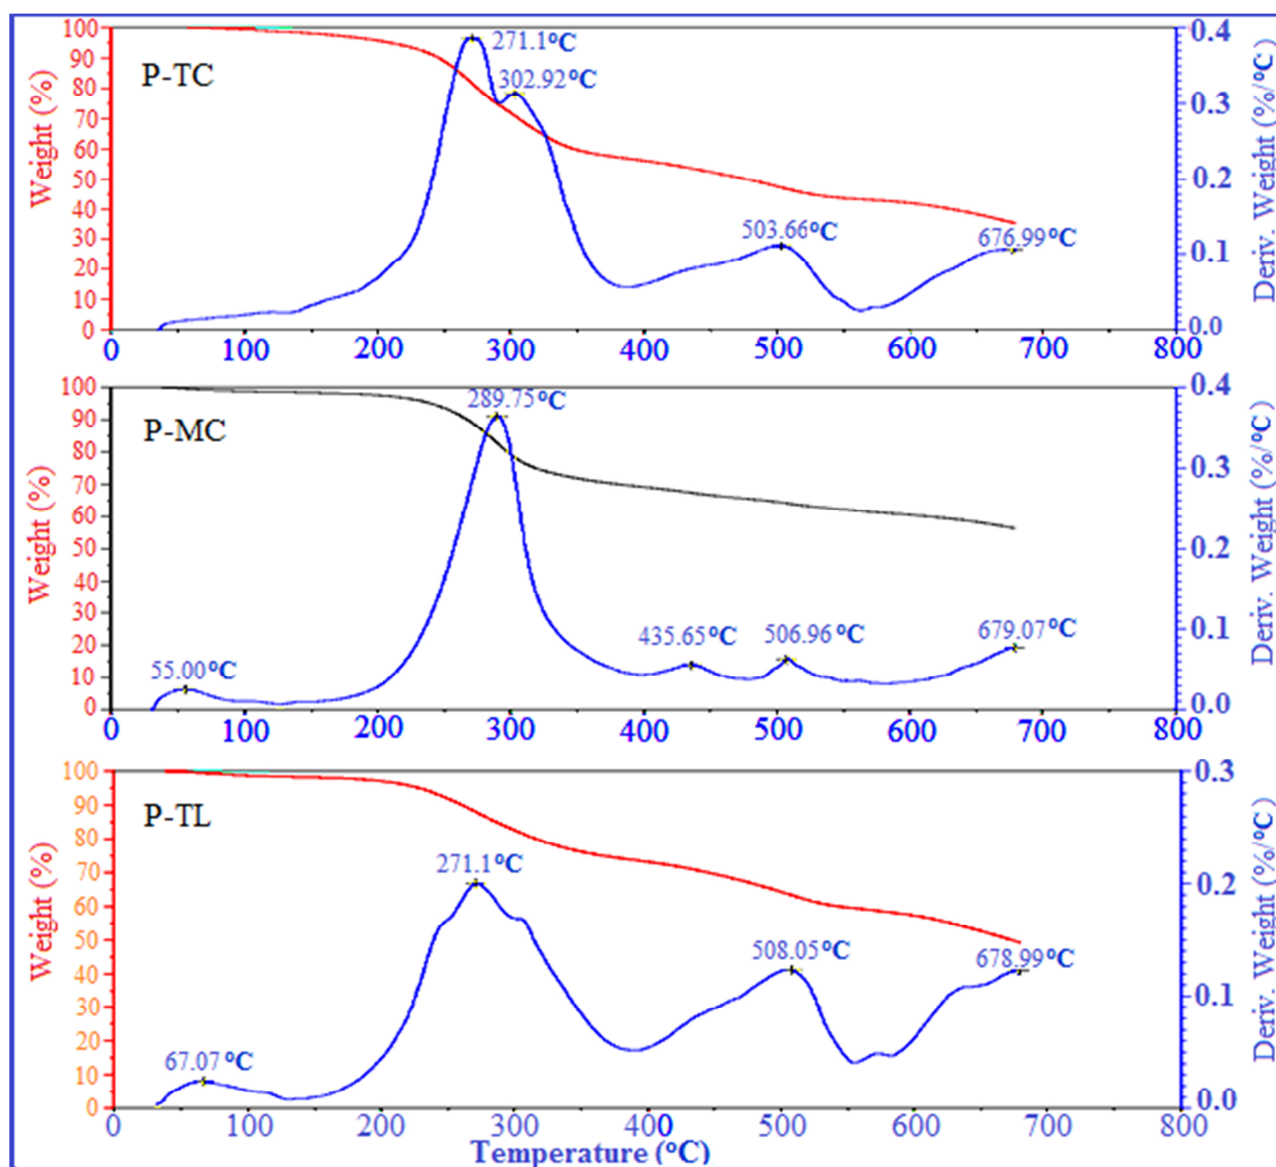 Weight (%)
100
90
80
70
60
50
40
30
20
10
0
P-TC
271.1°C
302.92°C
503.66°C
676.99°C
0.4
0.3
0.2
0.1
0.0
Deriv. Weight (%/°C)
0 100 200 300 400 500 600 700 800
Weight (%)
100
90
80
70
60
50
40
30
20
10
0
P-MC
289.75°C
55.00°C
435.65°C
506.96°C
679.07°C
0.4
0.3
0.2
0.1
0.0
Deriv. Weight (%/°C)
0 100 200 300 400 500 600 700 800
Weight (%)
100
90
80
70
60
50
40
30
20
10
0
P-TL
271.1°C
67.07°C
508.05°C
678.99°C
0.3
0.2
0.1
0.0
Deriv. Weight (%/°C)
0 100 200 300 400 500 600 700 800
Temperature (°C)